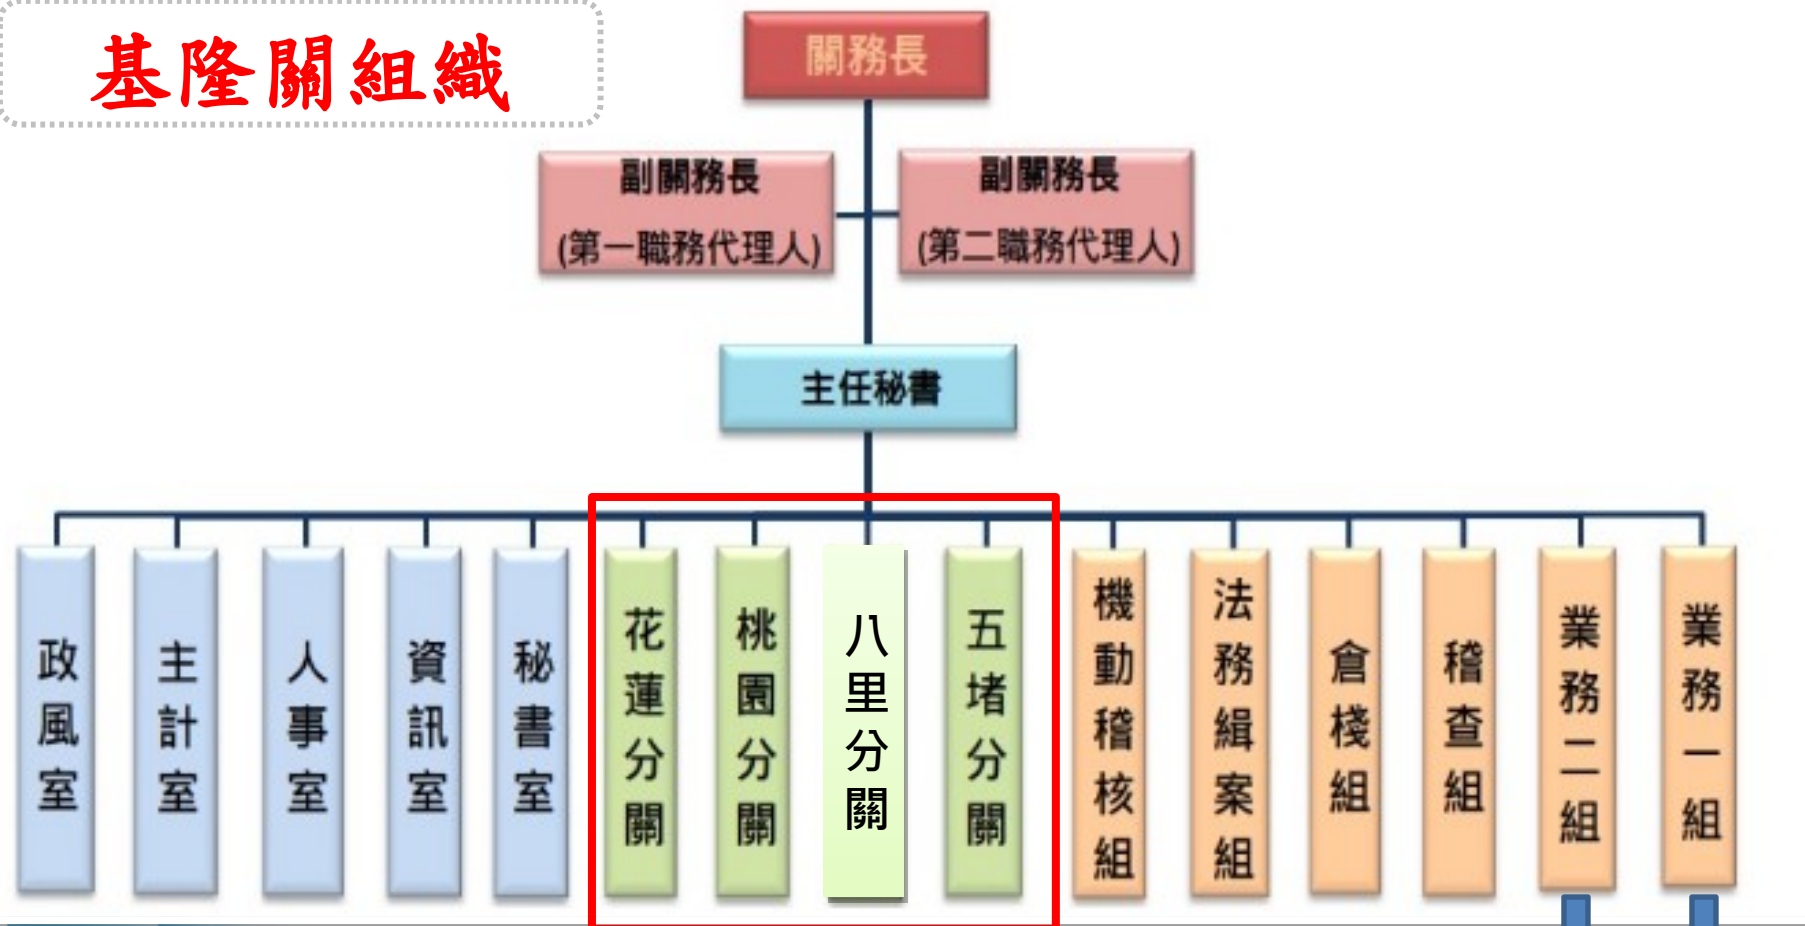 基隆關組織
關務長
副關務長
(第一職務代理人)
副關務長
(第二職務代理人)
主任秘書
政風室
主計室
人事室
資訊室
秘書室
花蓮分關
桃園分關
八里分關
五堵分關
機動稽核組
法務緝案組
倉棧組
稽查組
業務二組
業務一組